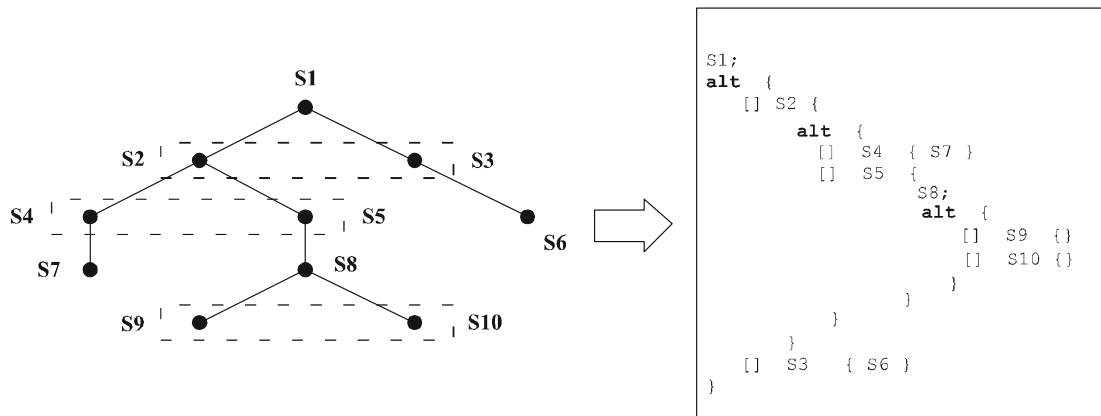 S1
S2
S3
S4
S5
S6
S7
S8
S9
S10
S1;
alt {
[] S2 {
alt {
[] S4 { S7 }
[] S5 {
S8;
alt {
[] S9 {}
[] S10 {}
}
}
}
}
[] S3 { S6 }
}